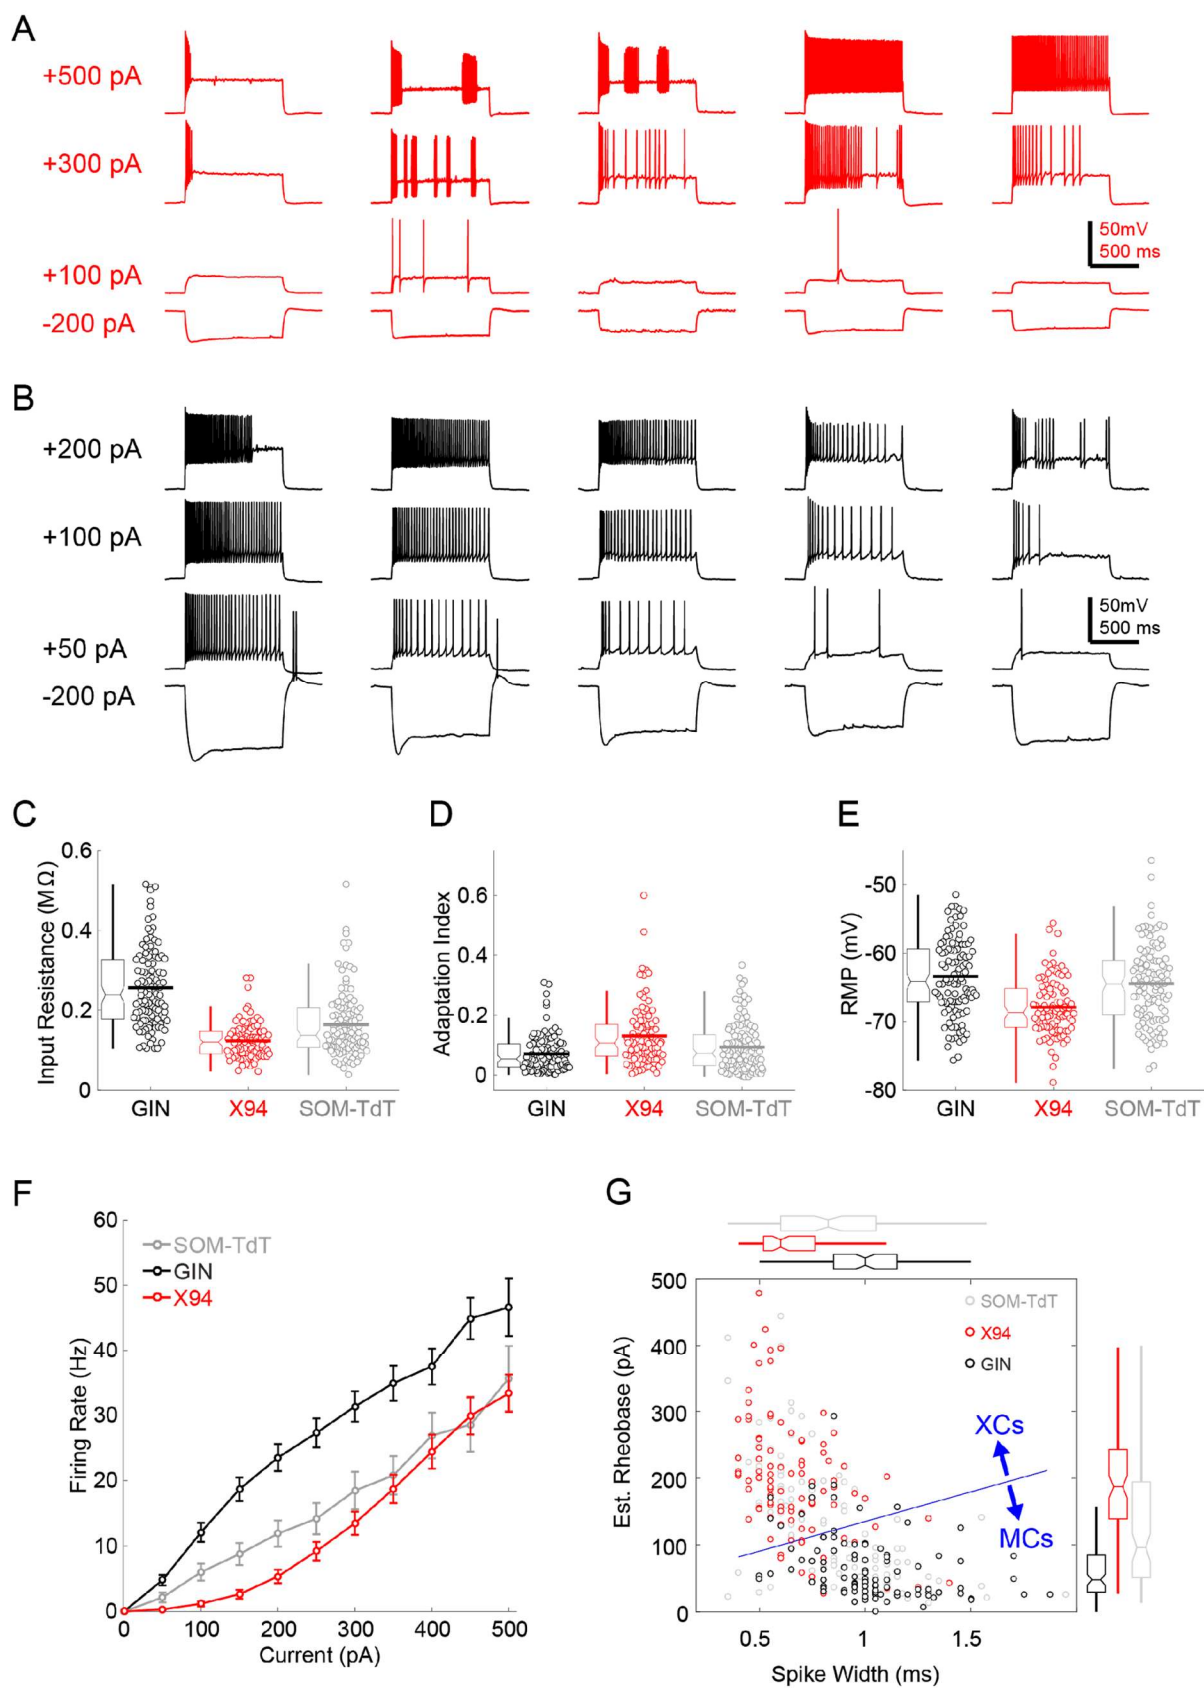 A
+500 pA
+300 pA
+100 pA
-200 pA
50mV
500 ms
B
+200 pA
+100 pA
+50 pA
-200 pA
50mV
500 ms
C
D
E
Input Resistance (MΩ)
0.6
0.4
0.2
0
GIN
X94
SOM-TdT
Adaptation Index
0.6
0.4
0.2
0
GIN
X94
SOM-TdT
RMP (mV)
-50
-60
-70
-80
GIN
X94
SOM-TdT
F
Firing Rate (Hz)
60
50
40
30
20
10
0
SOM-TdT
GIN
X94
0
100
200
300
400
500
Current (pA)
G
Est. Rheobase (pA)
500
400
300
200
100
0
SOM-TdT
X94
GIN
XCs
MCs
0.5
1
1.5
Spike Width (ms)